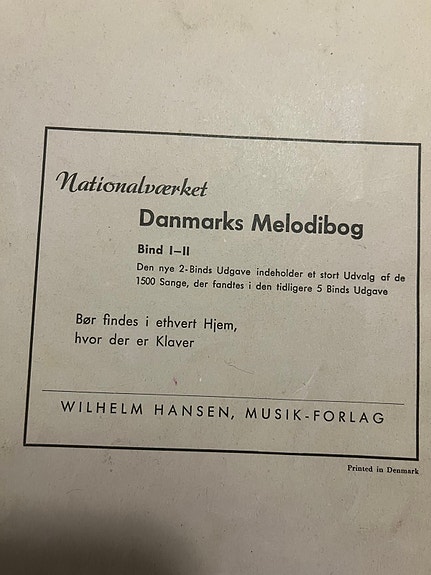 Nationalværket
Danmarks Melodibog
Bind I–II
Den nye 2-Binds Udgave indeholder et stort Udvalg af de
1500 Sange, der fandtes i den tidligere 5 Binds Udgave
Bør findes i ethvert Hjem,
hvor der er Klaver
WILHELM HANSEN, MUSIK-FORLAG
Printed in Denmark